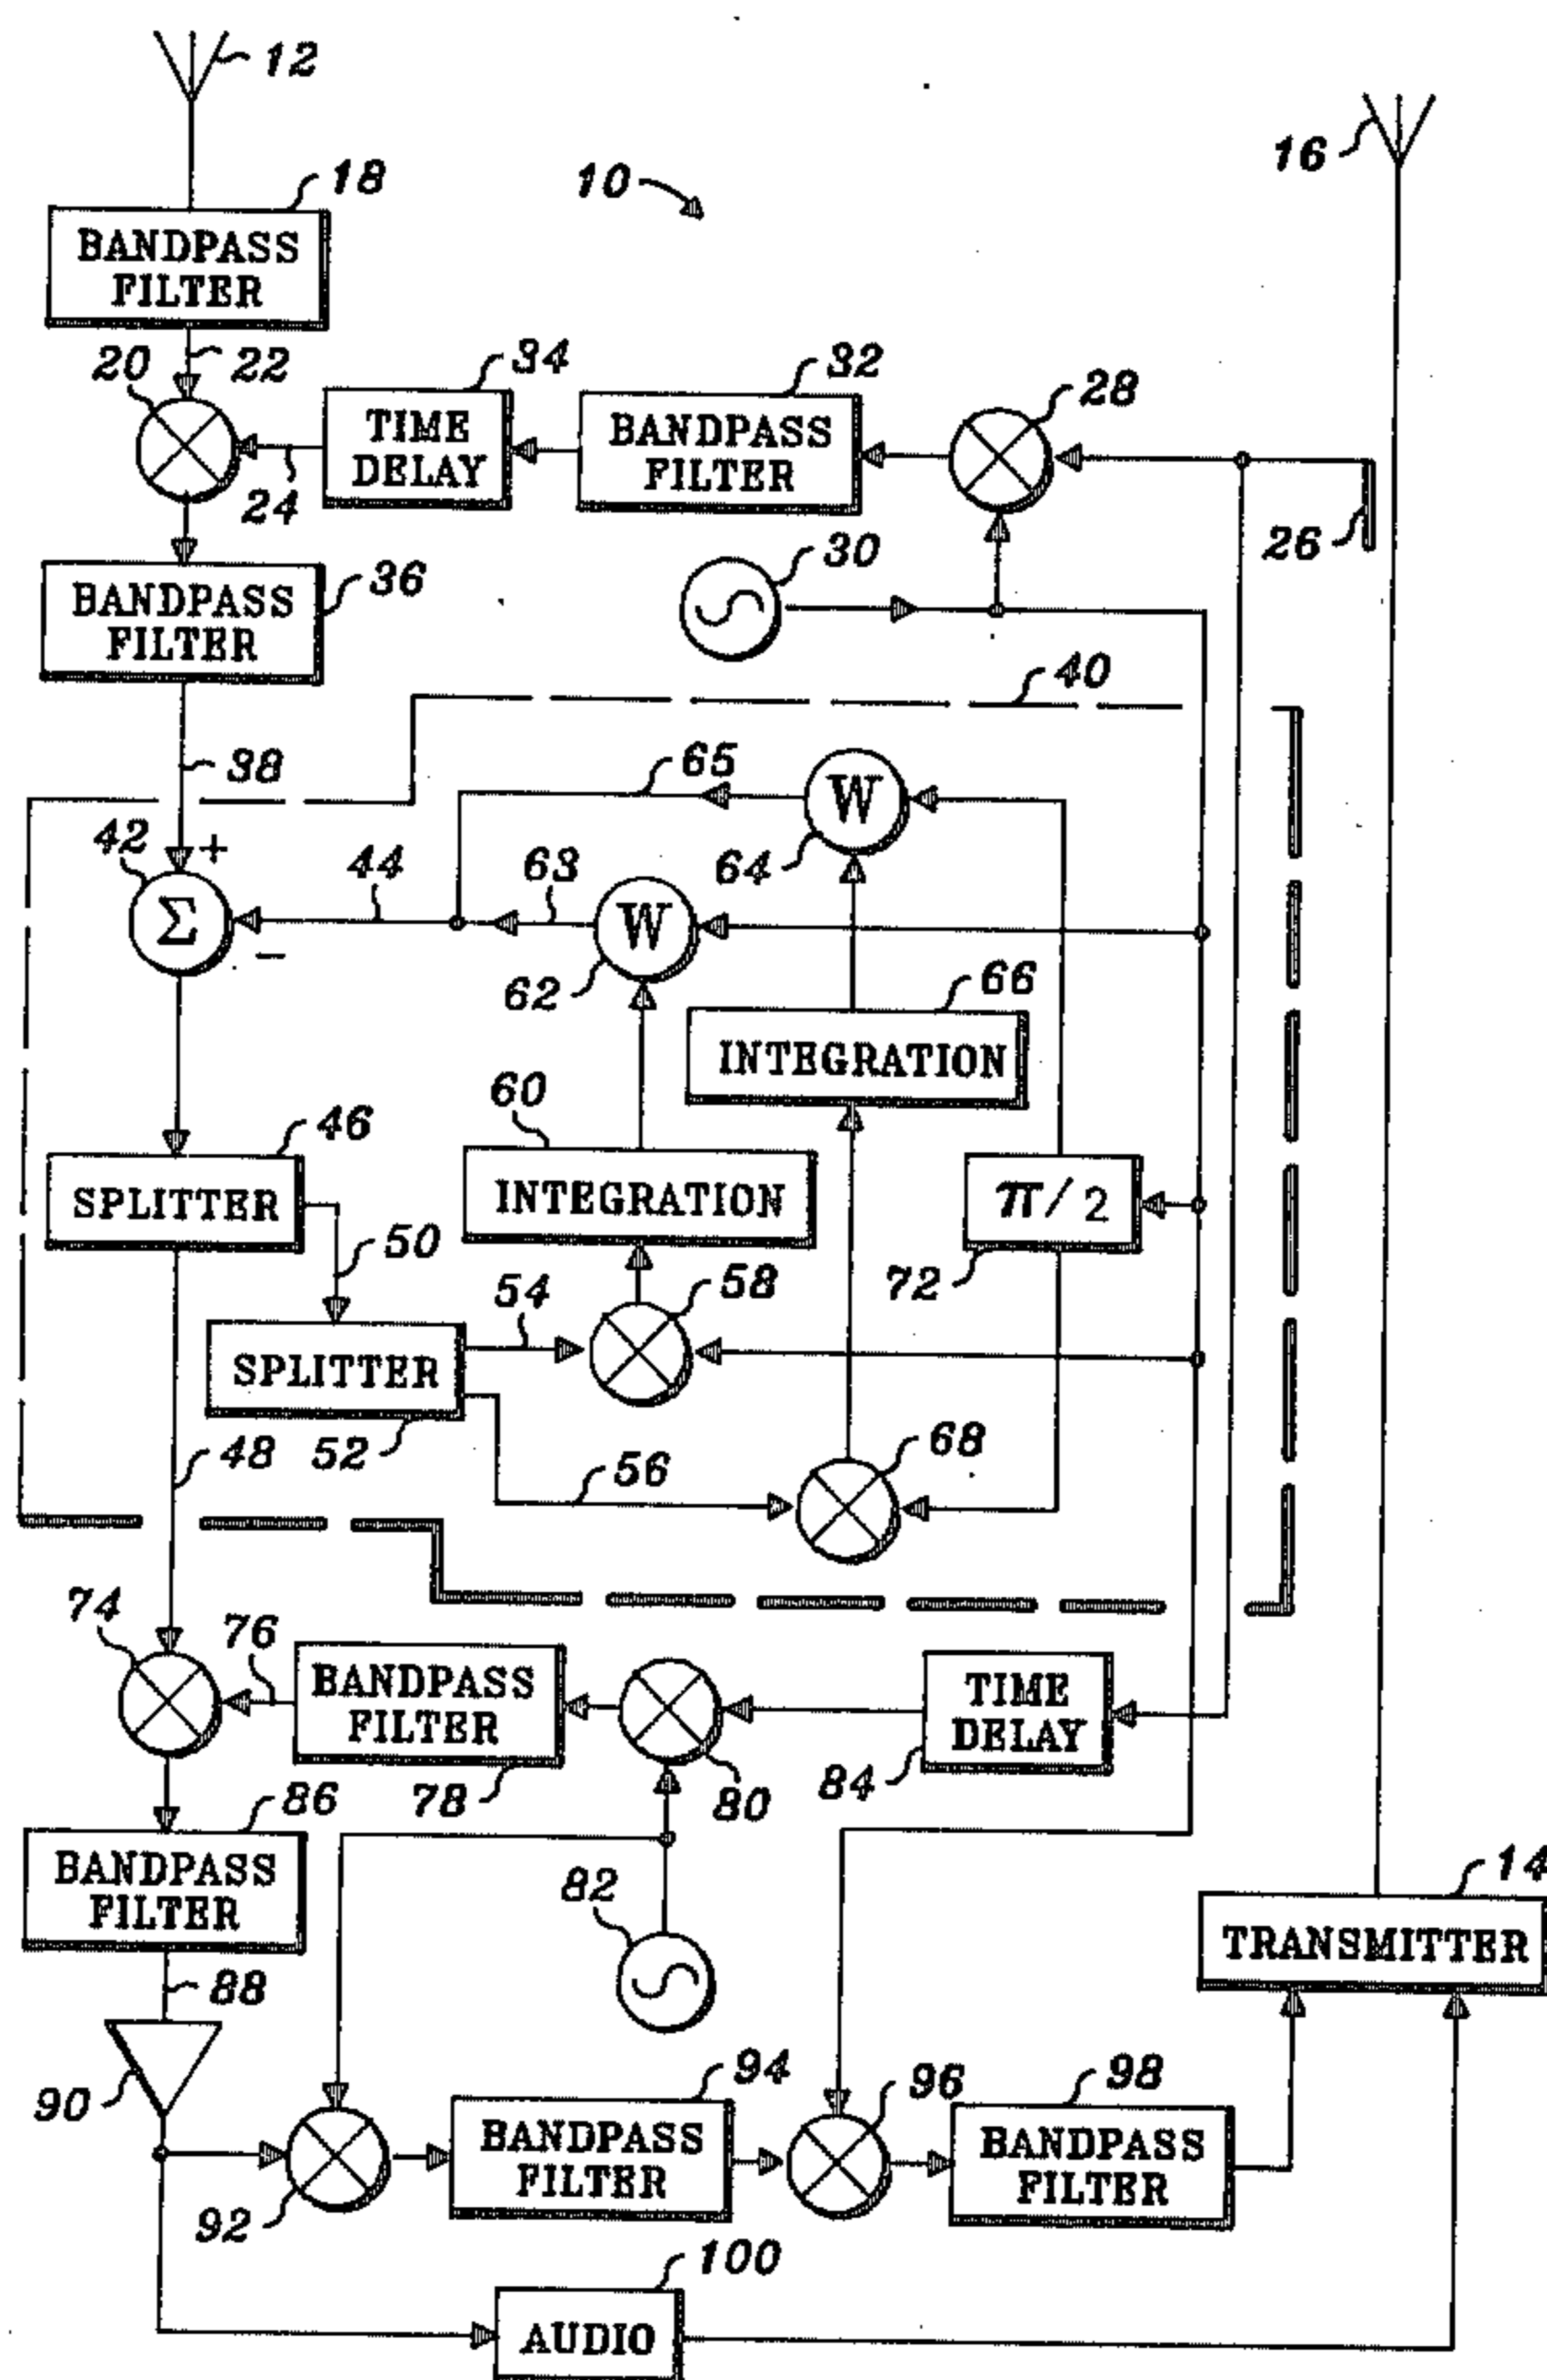 12
16
18
10
BANDPASS
FILTER
20
22
34
32
28
TIME
DELAY
BANDPASS
FILTER
24
26
30
36
BANDPASS
FILTER
40
38
65
W
64
42
+
44
63
Σ
W
−
62
66
INTEGRATION
60
46
SPLITTER
INTEGRATION
π/2
50
72
54
58
SPLITTER
52
48
56
68
74
76
BANDPASS
FILTER
TIME
DELAY
78
80
84
86
BANDPASS
FILTER
82
14
TRANSMITTER
88
90
94
96
98
BANDPASS
FILTER
BANDPASS
FILTER
92
100
AUDIO